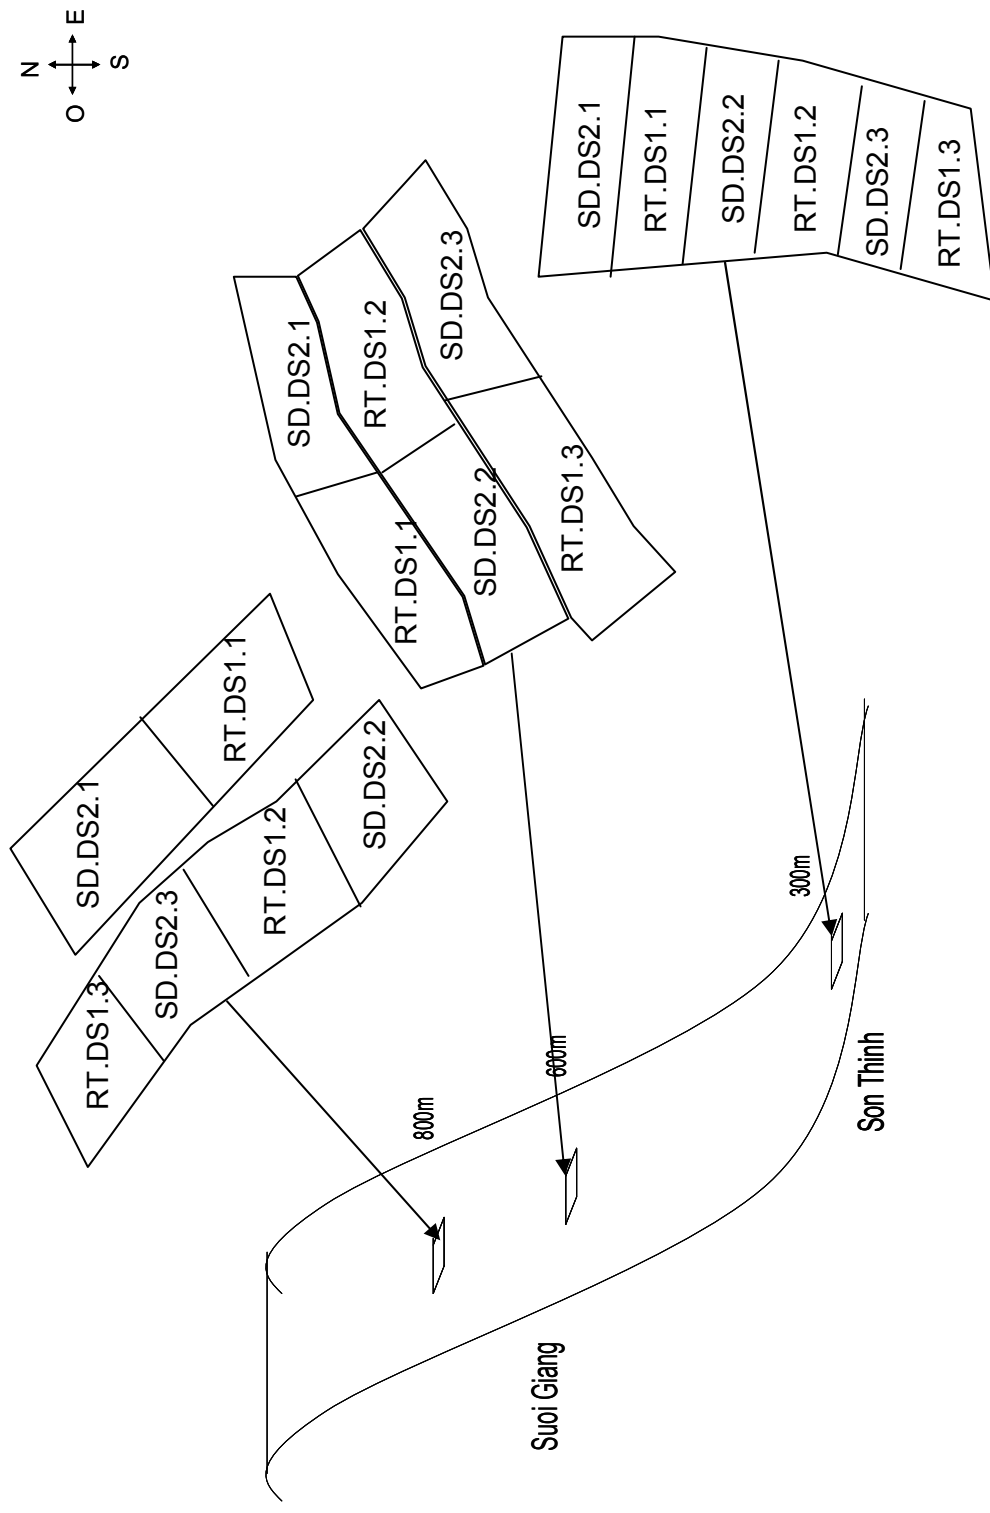 N
E
S
O
SD.DS2.1
RT.DS1.1
SD.DS2.2
RT.DS1.2
SD.DS2.3
RT.DS1.3
SD.DS2.1
RT.DS1.2
SD.DS2.3
RT.DS1.1
SD.DS2.2
RT.DS1.3
SD.DS2.1
RT.DS1.1
RT.DS1.3
SD.DS2.3
RT.DS1.2
SD.DS2.2
800m
600m
300m
Suoi Giang
Son Thinh